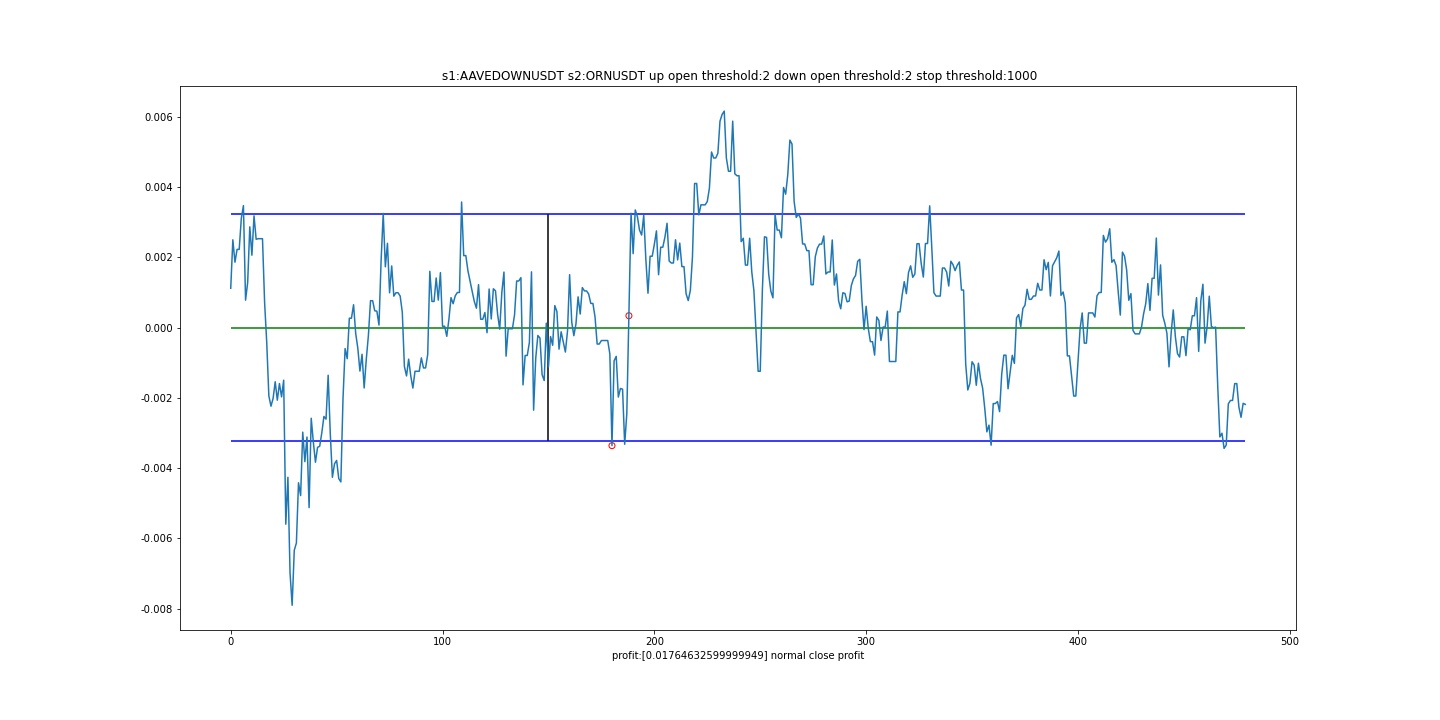 s1:AAVEDOWNUSDT s2:ORNUSDT up open threshold:2 down open threshold:2 stop threshold:1000
0.006
0.004
0.002
0.000
-0.002
-0.004
-0.006
-0.008
0 100 200 300 400 500
profit:[0.01764632599999949] normal close profit